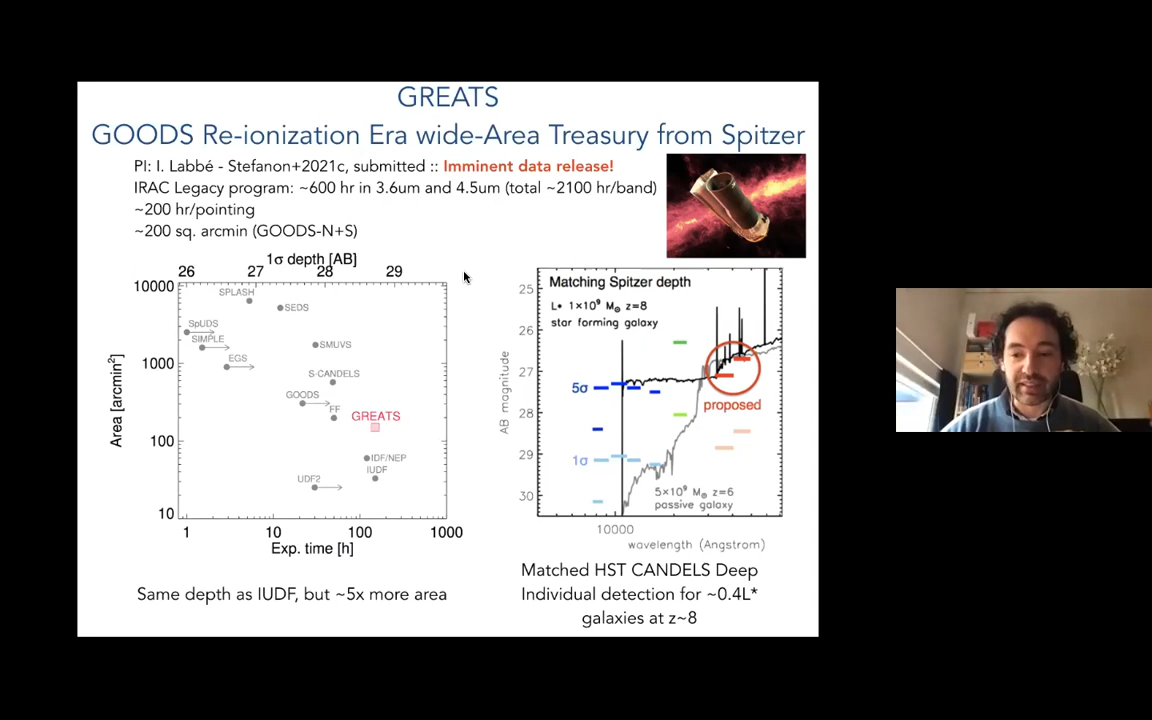 GREATS
GOODS Re-ionization Era wide-Area Treasury from Spitzer
PI: I. Labbé - Stefanon+2021c, submitted :: Imminent data release!
IRAC Legacy program: ~600 hr in 3.6um and 4.5um (total ~2100 hr/band)
~200 hr/pointing
~200 sq. arcmin (GOODS-N+S)
1σ depth [AB]
26 27 28 29
10000
1000
100
10
Area [arcmin²]
SPLASH
SEDS
SpUDS
SIMPLE
SMUVS
EGS
S-CANDELS
GOODS
FF
GREATS
IDF/NEP
IUDF
UDF2
1 10 100 1000
Exp. time [h]
Same depth as IUDF, but ~5x more area
Matching Spitzer depth
L* 1×10⁹ M⊙ z=8
star forming galaxy
25
26
27
28
29
30
AB magnitude
5σ
1σ
proposed
5×10⁹ M⊙ z=6
passive galaxy
10000
wavelength (Angstrom)
Matched HST CANDELS Deep
Individual detection for ~0.4L*
galaxies at z~8